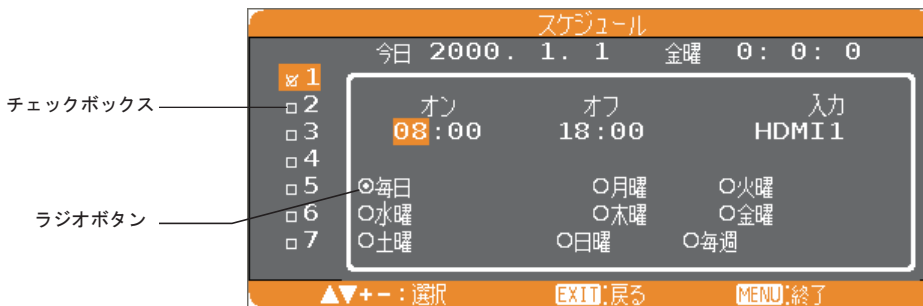 スケジュール
今日 2000. 1. 1 金曜 0: 0: 0
チェックボックス
ラジオボタン
1
2
3
4
5
6
7
オン オフ 入力
08:00 18:00 HDMI1
毎日 月曜 火曜
水曜 木曜 金曜
土曜 日曜 毎週
▲▼+-:選択 EXIT:戻る MENU:終了